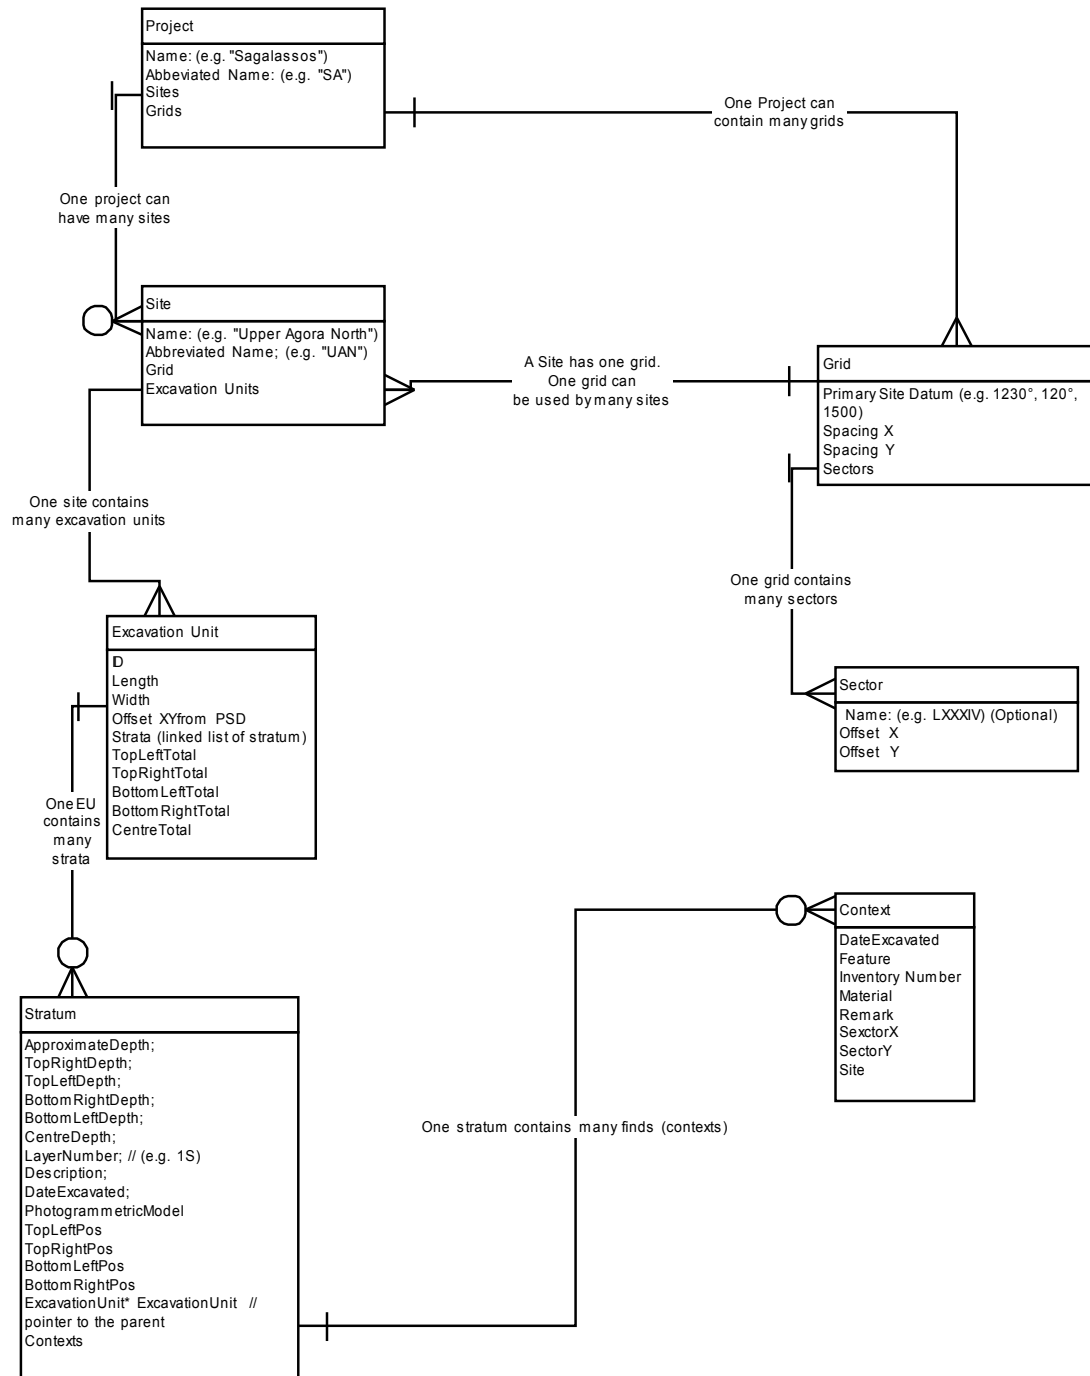 Project
Name: (e.g. "Sagalassos")
Abbeviated Name: (e.g. "SA")
Sites
Grids
One Project can
contain many grids
One project can
have many sites
Site
Name: (e.g. "Upper Agora North")
Abbreviated Name; (e.g. "UAN")
Grid
Excavation Units
A Site has one grid.
One grid can
be used by many sites
Grid
Primary Site Datum (e.g. 1230°, 120°,
1500)
Spacing X
Spacing Y
Sectors
One site contains
many excavation units
One grid contains
many sectors
Excavation Unit
ID
Length
Width
Offset XYfrom PSD
Strata (linked list of stratum)
TopLeftTotal
TopRightTotal
BottomLeftTotal
BottomRightTotal
CentreTotal
Sector
Name: (e.g. LXXXIV) (Optional)
Offset X
Offset Y
One EU
contains
many
strata
Context
DateExcavated
Feature
Inventory Number
Material
Remark
SexctorX
SectorY
Site
Stratum
ApproximateDepth;
TopRightDepth;
TopLeftDepth;
BottomRightDepth;
BottomLeftDepth;
CentreDepth;
LayerNumber; // (e.g. 1S)
Description;
DateExcavated;
PhotogrammetricModel
TopLeftPos
TopRightPos
BottomLeftPos
BottomRightPos
ExcavationUnit* ExcavationUnit //
pointer to the parent
Contexts
One stratum contains many finds (contexts)